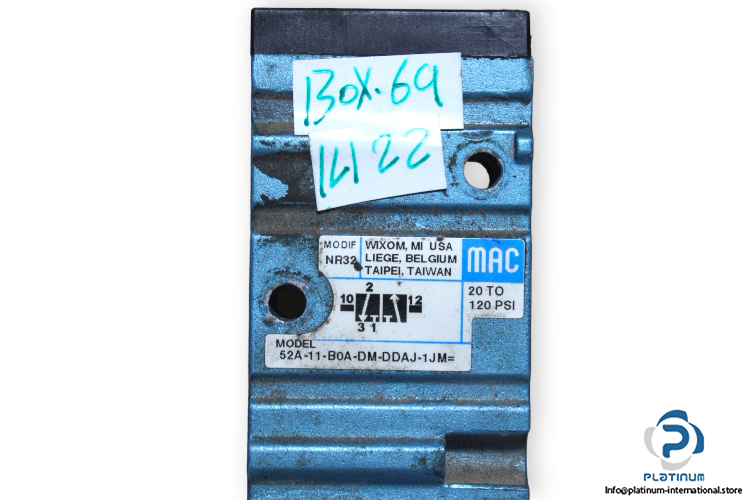 BOX.69
14122
MODIF
NR32
WIXOM, MI USA
LIEGE, BELGIUM
TAIPEI, TAIWAN
MAC
20 TO
120 PSI
2
10
12
3 1
MODEL
52A-11-B0A-DM-DDAJ-1JM=
PLATINUM
Info@platinum-international.store